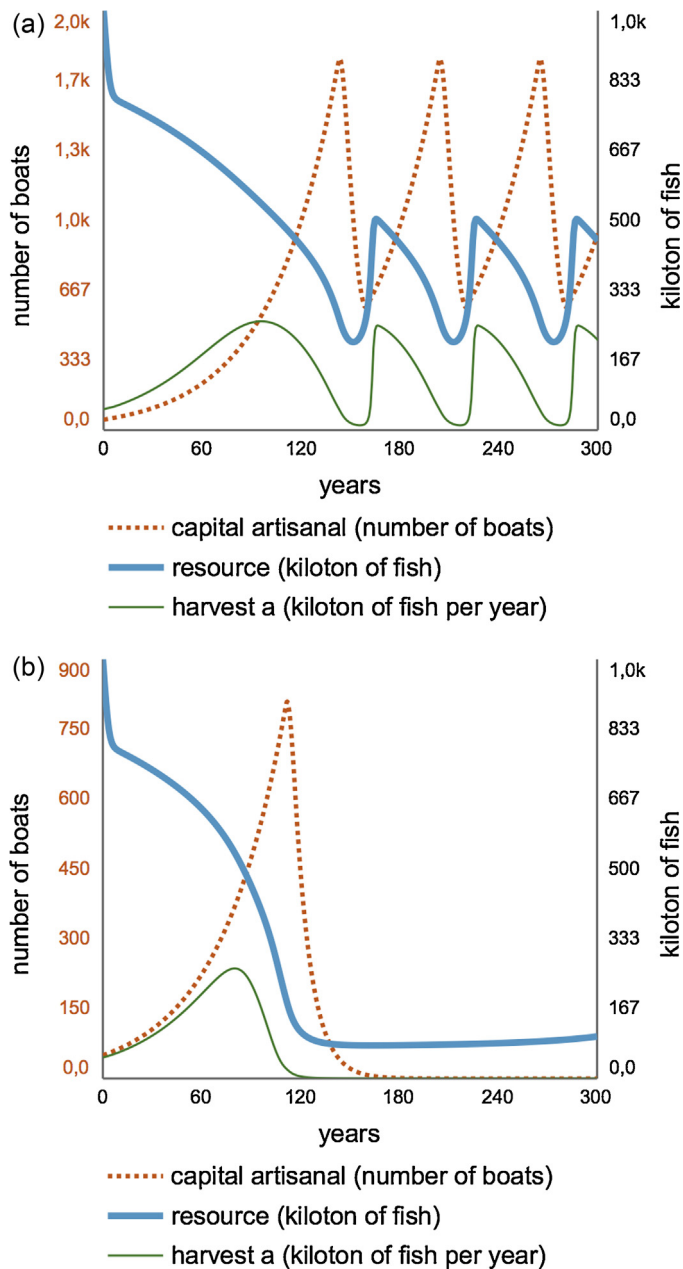 (a)
2,0k
1,7k
1,3k
1,0k
667
333
0,0
number of boats
1,0k
833
667
500
333
167
0,0
kiloton of fish
0 60 120 180 240 300
years
capital artisanal (number of boats)
resource (kiloton of fish)
harvest a (kiloton of fish per year)
(b)
900
750
600
450
300
150
0,0
number of boats
1,0k
833
667
500
333
167
0,0
kiloton of fish
0 60 120 180 240 300
years
capital artisanal (number of boats)
resource (kiloton of fish)
harvest a (kiloton of fish per year)